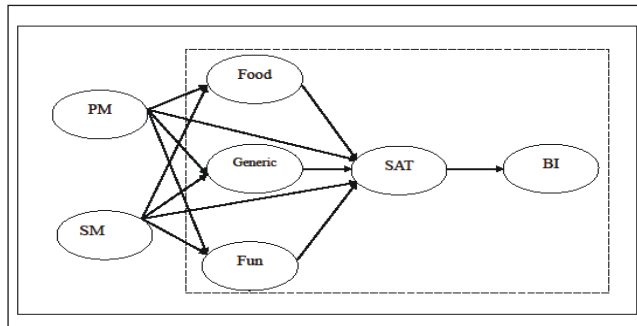 Food
PM
Generic
SAT
BI
SM
Fun